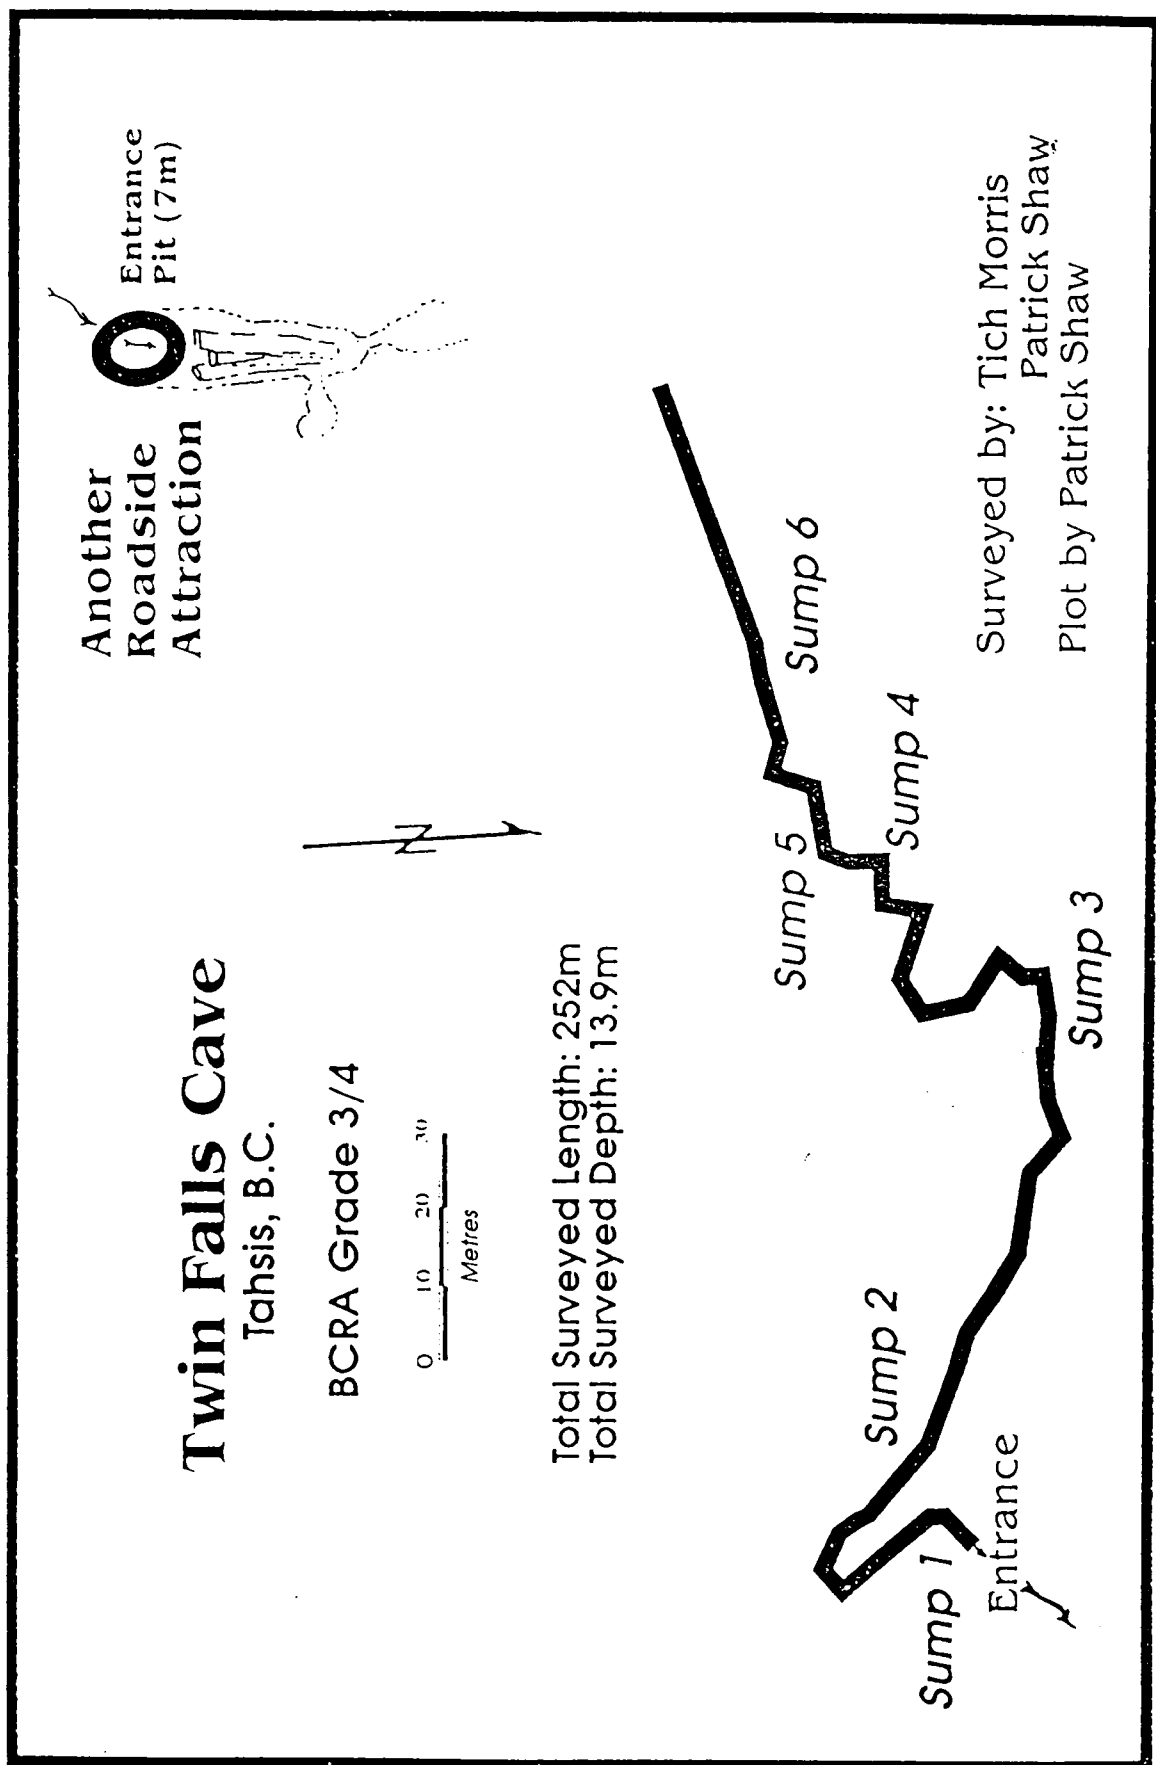 Twin Falls Cave
Tahsis, B.C.
BCRA Grade 3/4
0 10 20 30
Metres
Total Surveyed Length: 252m
Total Surveyed Depth: 13.9m
Another
Roadside
Attraction
Entrance
Pit (7m)
N
Sump 1
Entrance
Sump 2
Sump 3
Sump 4
Sump 5
Sump 6
Surveyed by: Tich Morris
Patrick Shaw
Plot by Patrick Shaw